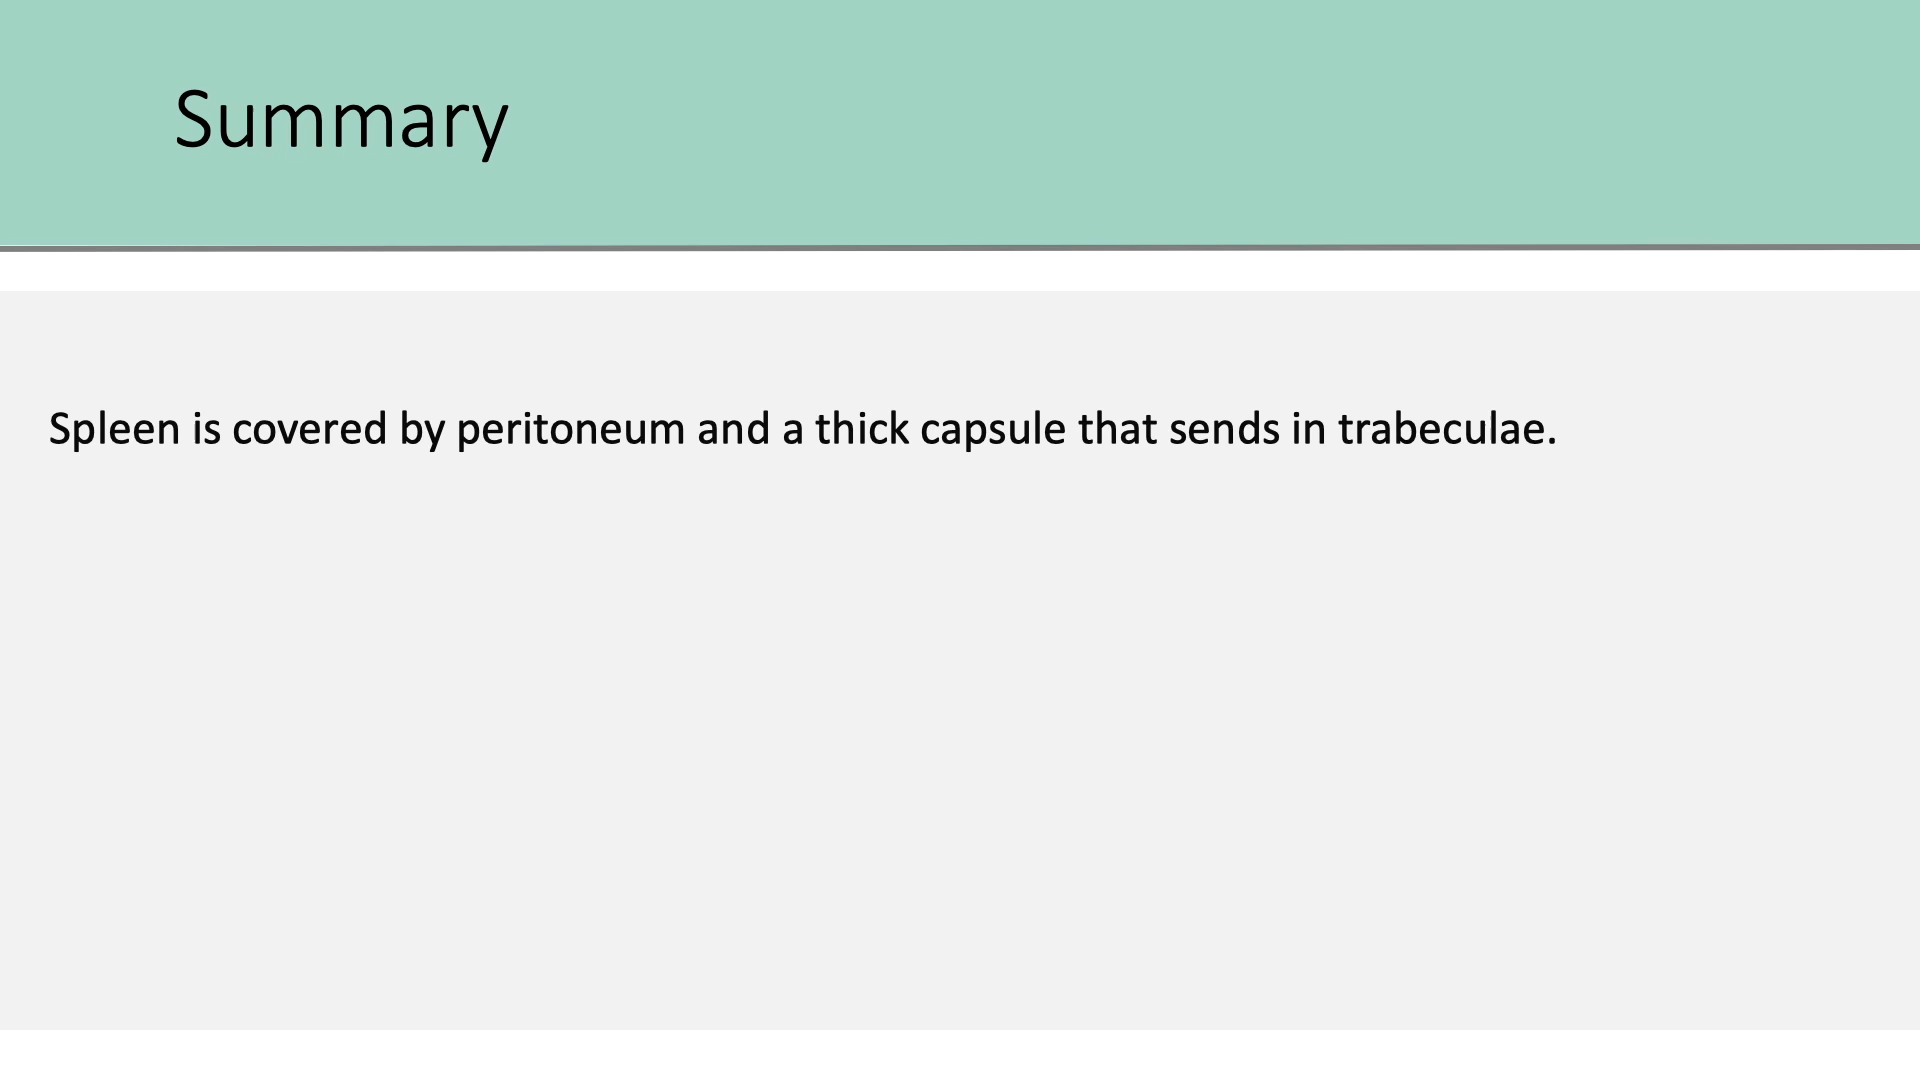 Summary
Spleen is covered by peritoneum and a thick capsule that sends in trabeculae.